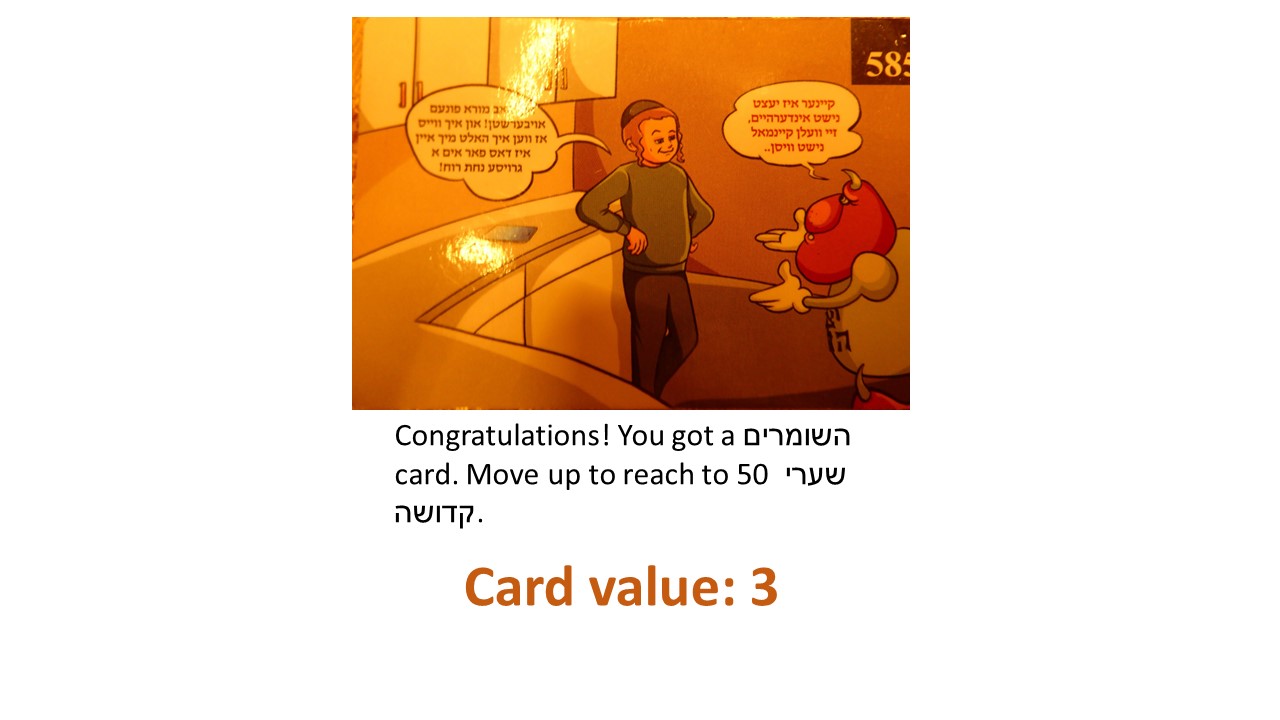 585
קיינער איז יעצט
נישט אינדערהיים,
זיי וועלן קיינמאל
נישט וויסן..
מורא פונעם
אויבערשטן! און איך ווייס
אז ווען איך האלט מיך איין
איז דאס פאר אים א
גרויסע נחת רוח!
Congratulations! You got a השומרים
card. Move up to reach to 50 שערי
קדושה.
Card value: 3